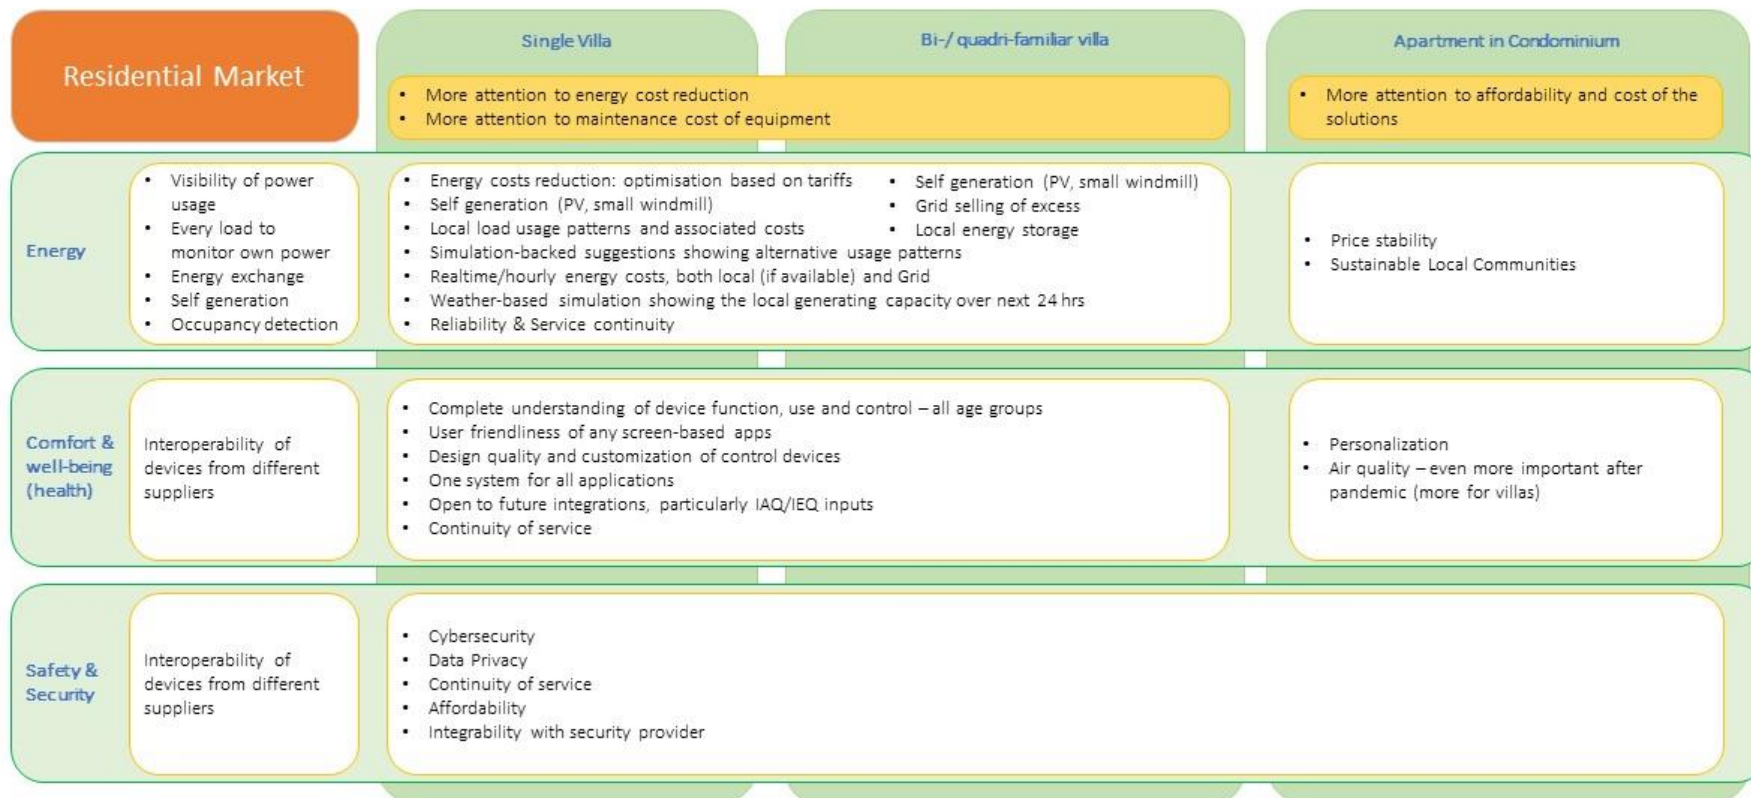 Residential Market
Single Villa
Bi-/ quadri-familiar villa
Apartment in Condominium
• More attention to energy cost reduction
• More attention to maintenance cost of equipment
• More attention to affordability and cost of the
solutions
Energy
• Visibility of power
usage
• Every load to
monitor own power
• Energy exchange
• Self generation
• Occupancy detection
• Energy costs reduction: optimisation based on tariffs
• Self generation (PV, small windmill)
• Local load usage patterns and associated costs
• Simulation-backed suggestions showing alternative usage patterns
• Realtime/hourly energy costs, both local (if available) and Grid
• Weather-based simulation showing the local generating capacity over next 24 hrs
• Reliability & Service continuity
• Self generation (PV, small windmill)
• Grid selling of excess
• Local energy storage
• Price stability
• Sustainable Local Communities
Comfort &
well-being
(health)
Interoperability of
devices from different
suppliers
• Complete understanding of device function, use and control – all age groups
• User friendliness of any screen-based apps
• Design quality and customization of control devices
• One system for all applications
• Open to future integrations, particularly IAQ/IEQ inputs
• Continuity of service
• Personalization
• Air quality – even more important after
pandemic (more for villas)
Safety &
Security
Interoperability of
devices from different
suppliers
• Cybersecurity
• Data Privacy
• Continuity of service
• Affordability
• Integrability with security provider